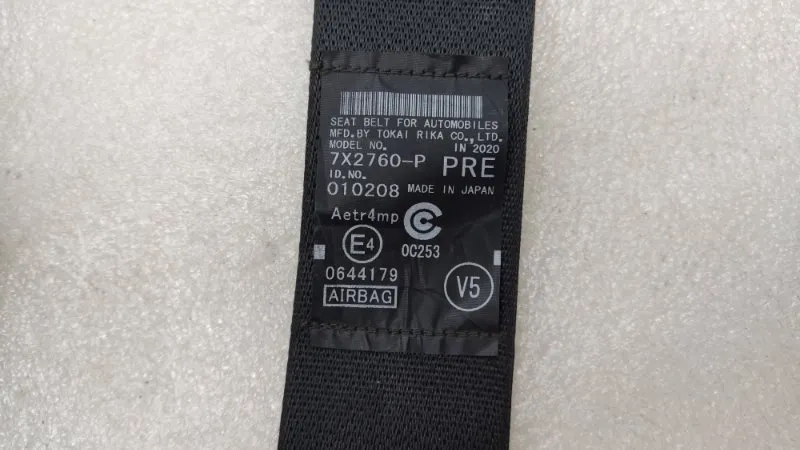 SEAT BELT FOR AUTOMOBILES
MFD.BY TOKAI RIKA CO.,LTD.
MODEL NO. IN 2020
7X2760-P PRE
ID.NO.
010208 MADE IN JAPAN
Aetr4mp C
E4 OC253
0644179
AIRBAG V5